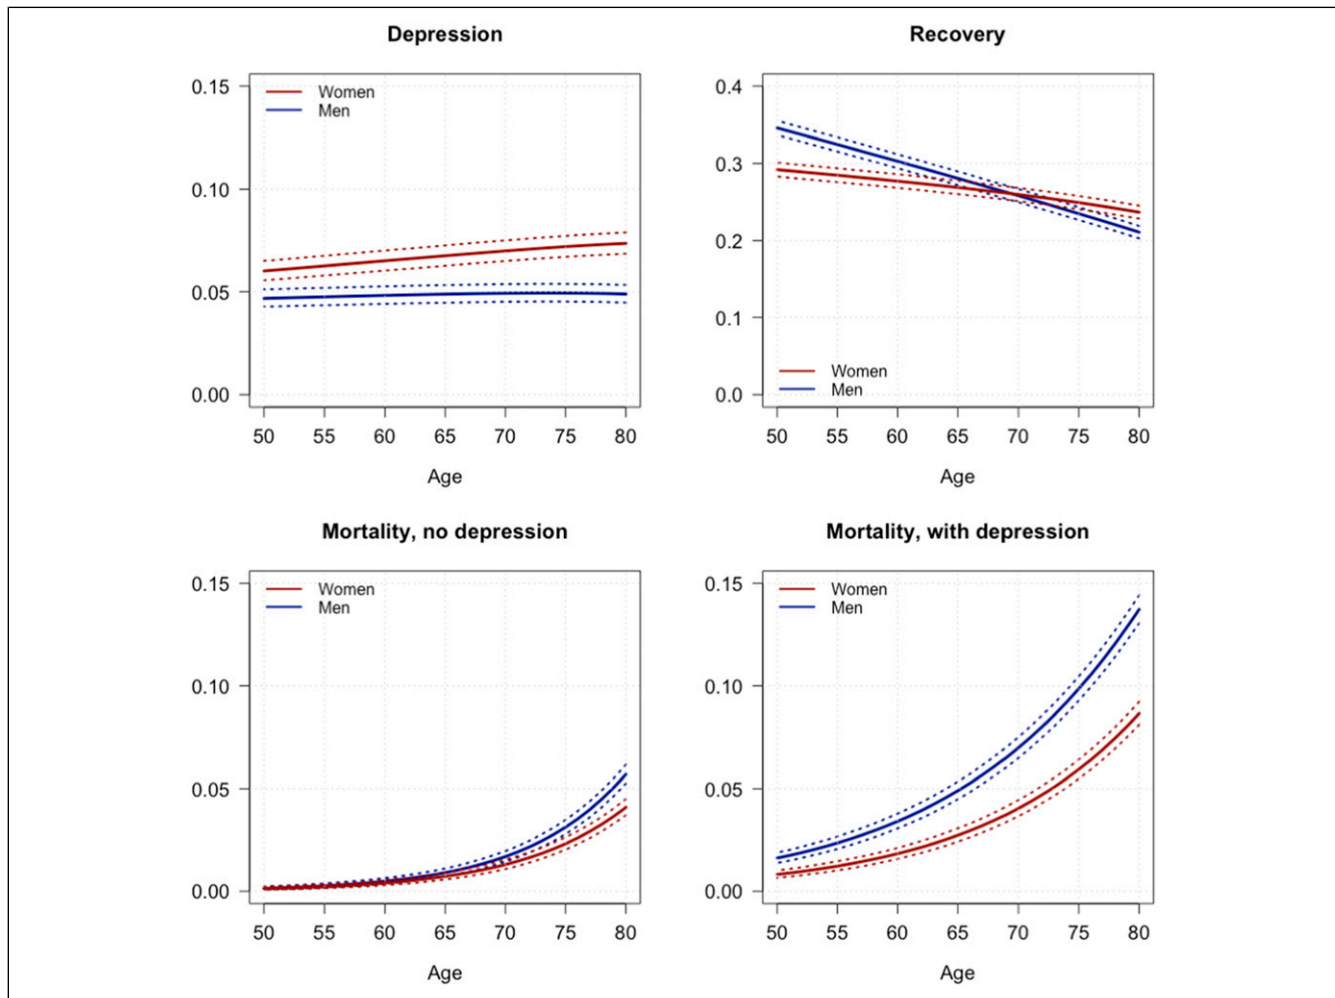 Depression
0.15
0.10
0.05
0.00
Women
Men
50 55 60 65 70 75 80
Age
Recovery
0.4
0.3
0.2
0.1
0.0
Women
Men
50 55 60 65 70 75 80
Age
Mortality, no depression
0.15
0.10
0.05
0.00
Women
Men
50 55 60 65 70 75 80
Age
Mortality, with depression
0.15
0.10
0.05
0.00
Women
Men
50 55 60 65 70 75 80
Age